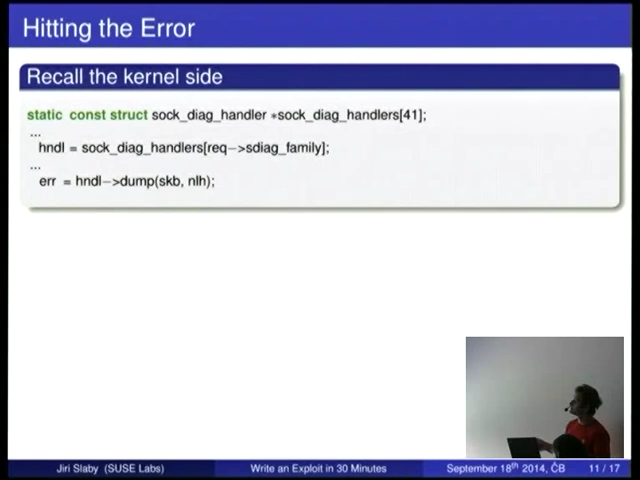 Hitting the Error
Recall the kernel side
static const struct sock_diag_handler *sock_diag_handlers[41];
...
hndl = sock_diag_handlers[req−>sdiag_family];
...
err = hndl−>dump(skb, nlh);
Jiri Slaby (SUSE Labs)
Write an Exploit in 30 Minutes
September 18th 2014, ČB
11 / 17